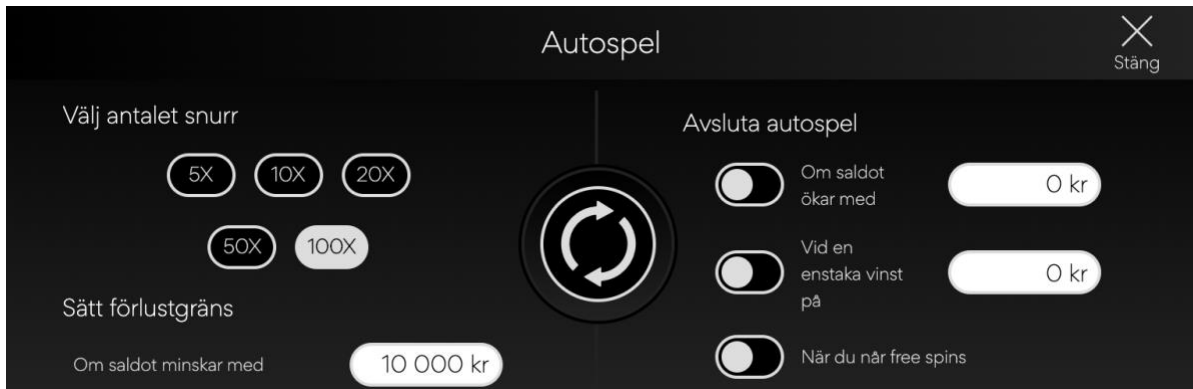 Autospel
Stäng
Välj antalet snurr
5X 10X 20X
50X 100X
Sätt förlustgräns
Om saldot minskar med 10 000 kr
Avsluta autospel
Om saldot
ökar med
0 kr
Vid en
enstaka vinst
på
0 kr
När du når free spins